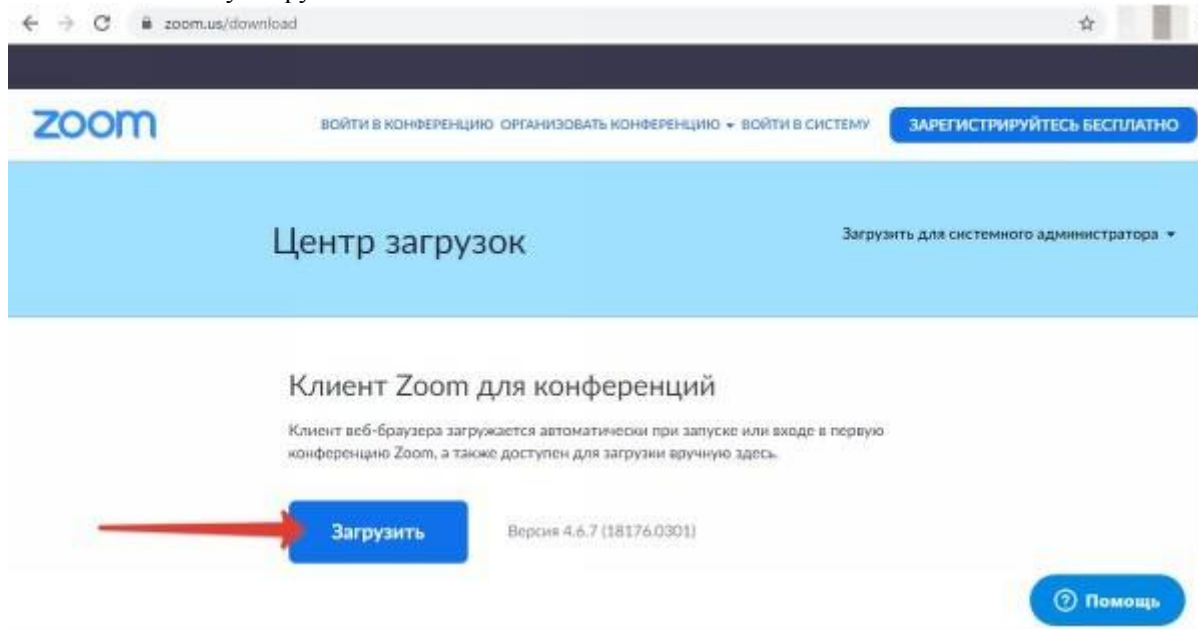 zoom.us/download
zoom
ВОЙТИ В КОНФЕРЕНЦИЮ ОРГАНИЗОВАТЬ КОНФЕРЕНЦИЮ ВОЙТИ В СИСТЕМУ ЗАРЕГИСТРИРУЙТЕСЬ БЕСПЛАТНО
Центр загрузок
Загрузить для системного администратора
Клиент Zoom для конференций
Клиент веб-браузера загружается автоматически при запуске или входе в первую
конференцию Zoom, а также доступен для загрузки вручную здесь.
Загрузить
Версия 4.6.7 (18176.0301)
Помощь